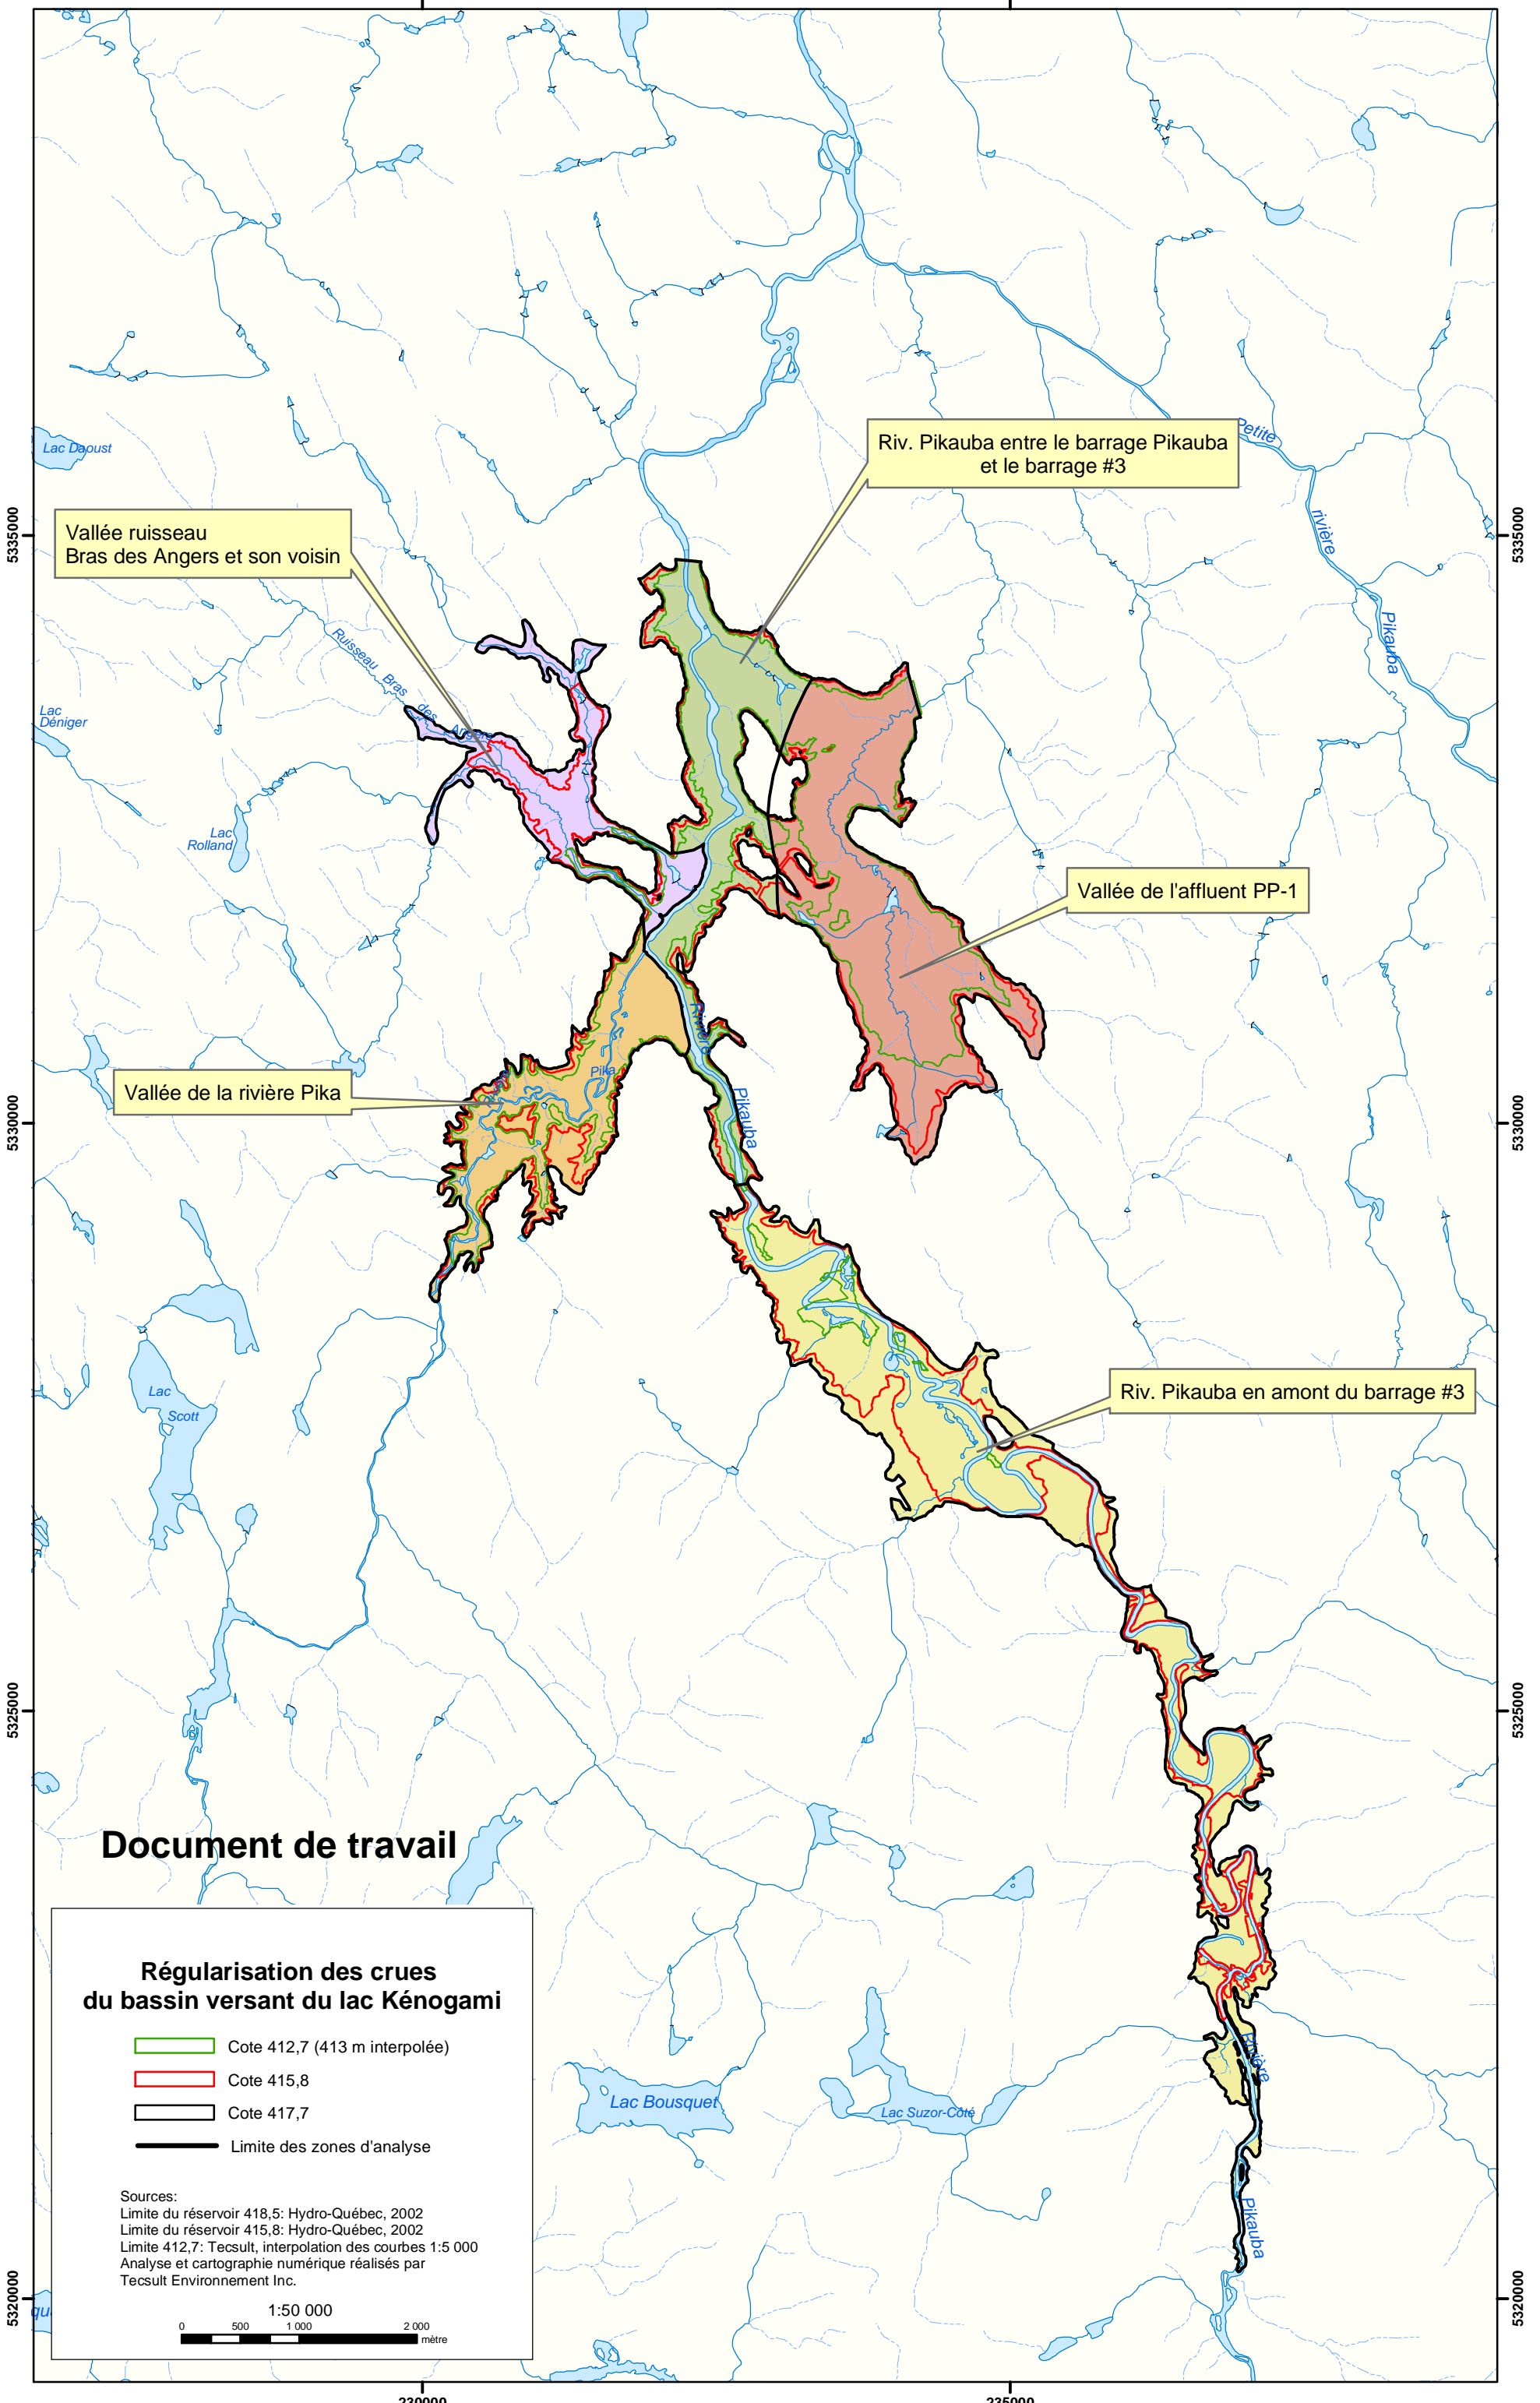 Lac Daoust
Petite
Riv. Pikauba entre le barrage Pikauba
et le barrage #3
5335000
5335000
rivière
Pikauba
Vallée ruisseau
Bras des Angers et son voisin
Ruisseau Bras des Angers
Lac
Déniger
Lac
Rolland
Vallée de l'affluent PP-1
Rivière
Pikauba
Pika
Vallée de la rivière Pika
5330000
5330000
Lac
Scott
Riv. Pikauba en amont du barrage #3
5325000
5325000
Document de travail
Régularisation des crues
du bassin versant du lac Kénogami
Cote 412,7 (413 m interpolée)
Cote 415,8
Cote 417,7
Limite des zones d'analyse
Sources:
Limite du réservoir 418,5: Hydro-Québec, 2002
Limite du réservoir 415,8: Hydro-Québec, 2002
Limite 412,7: Tecsult, interpolation des courbes 1:5 000
Analyse et cartographie numérique réalisés par
Tecsult Environnement Inc.
1:50 000
0 500 1 000 2 000
mètre
Lac Bousquet
Lac Suzor-Côté
Rivière
Pikauba
5320000
5320000
230000
235000